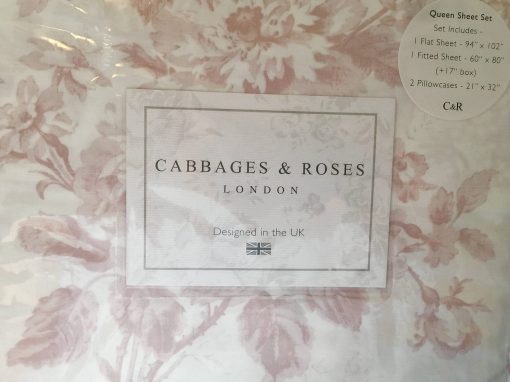 Queen Sheet Set
Set Includes -
1 Flat Sheet - 94" x 102"
1 Fitted Sheet - 60" x 80"
(+17" box)
2 Pillowcases - 21" x 32"
C&R
CABBAGES & ROSES
LONDON
Designed in the UK